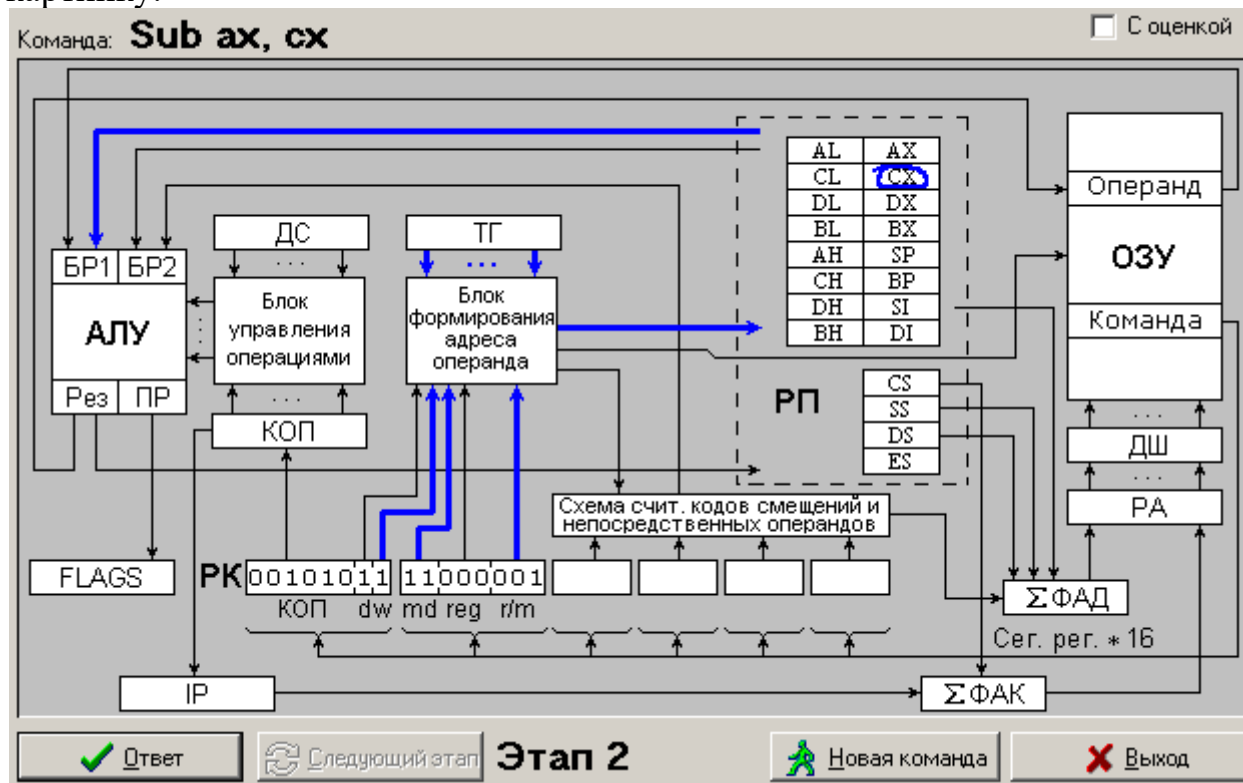 Команда: Sub ax, cx
С оценкой
AL AX
CL CX
DL DX
BL BX
AH SP
CH BP
DH SI
BH DI
Операнд
ОЗУ
Команда
ДС
ТГ
БР1 БР2
АЛУ
Рез ПР
Блок
управления
операциями
Блок
формирования
адреса
операнда
КОП
РП
CS
SS
DS
ES
ДШ
РА
Схема счит. кодов смещений и
непосредственных операндов
FLAGS
РК 00101011 11000001
КОП dw md reg r/m
ΣФАД
Сег. рег. * 16
IP
ΣФАК
Ответ
Следующий этап
Этап 2
Новая команда
Выход